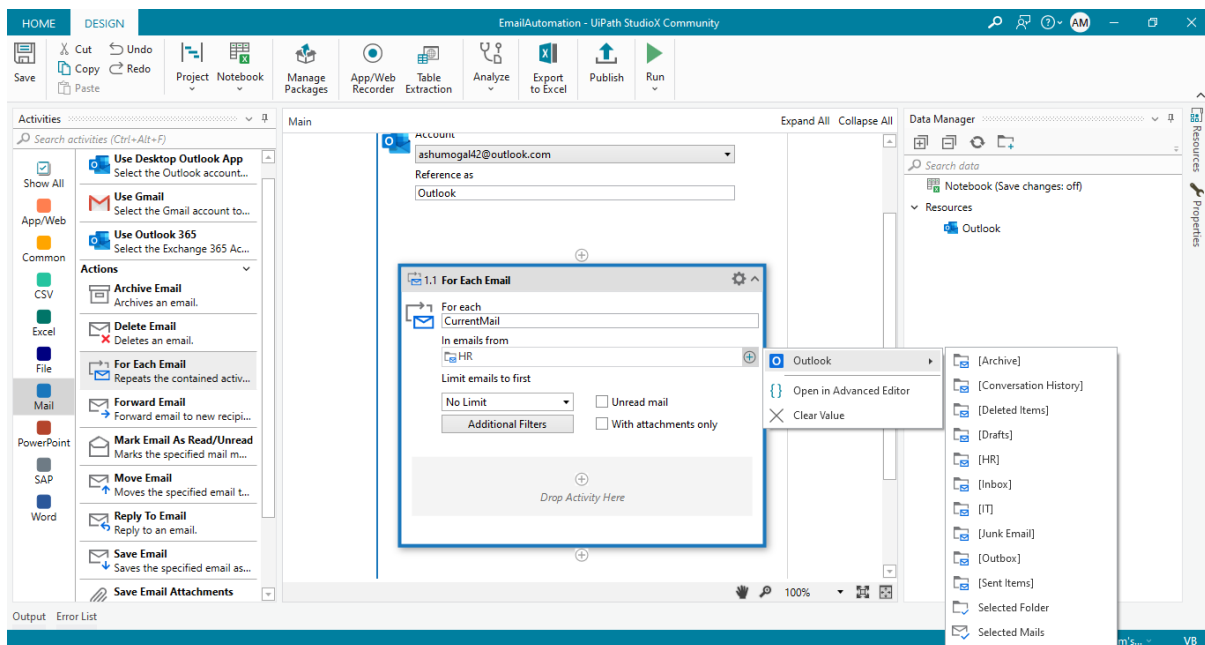 HOME
DESIGN
EmailAutomation - UiPath StudioX Community
AM
Save
Cut
Copy
Paste
Undo
Redo
Project
Notebook
Manage
Packages
App/Web
Recorder
Table
Extraction
Analyze
Export
to Excel
Publish
Run
Activities
Search activities (Ctrl+Alt+F)
Show All
App/Web
Common
CSV
Excel
File
Mail
PowerPoint
SAP
Word
Use Desktop Outlook App
Select the Outlook account...
Use Gmail
Select the Gmail account to...
Use Outlook 365
Select the Exchange 365 Ac...
Actions
Archive Email
Archives an email.
Delete Email
Deletes an email.
For Each Email
Repeats the contained activ...
Forward Email
Forward email to new recipi...
Mark Email As Read/Unread
Marks the specified mail m...
Move Email
Moves the specified email t...
Reply To Email
Reply to an email.
Save Email
Saves the specified email as...
Save Email Attachments
Main
Expand All Collapse All
Account
ashumogal42@outlook.com
Reference as
Outlook
1.1 For Each Email
For each
CurrentMail
In emails from
HR
Limit emails to first
No Limit
Unread mail
Additional Filters
With attachments only
Drop Activity Here
100%
Outlook
Open in Advanced Editor
Clear Value
[Archive]
[Conversation History]
[Deleted Items]
[Drafts]
[HR]
[Inbox]
[IT]
[Junk Email]
[Outbox]
[Sent Items]
Selected Folder
Selected Mails
Data Manager
Search data
Notebook (Save changes: off)
Resources
Outlook
Resources
Properties
Output Error List
m's...
VB